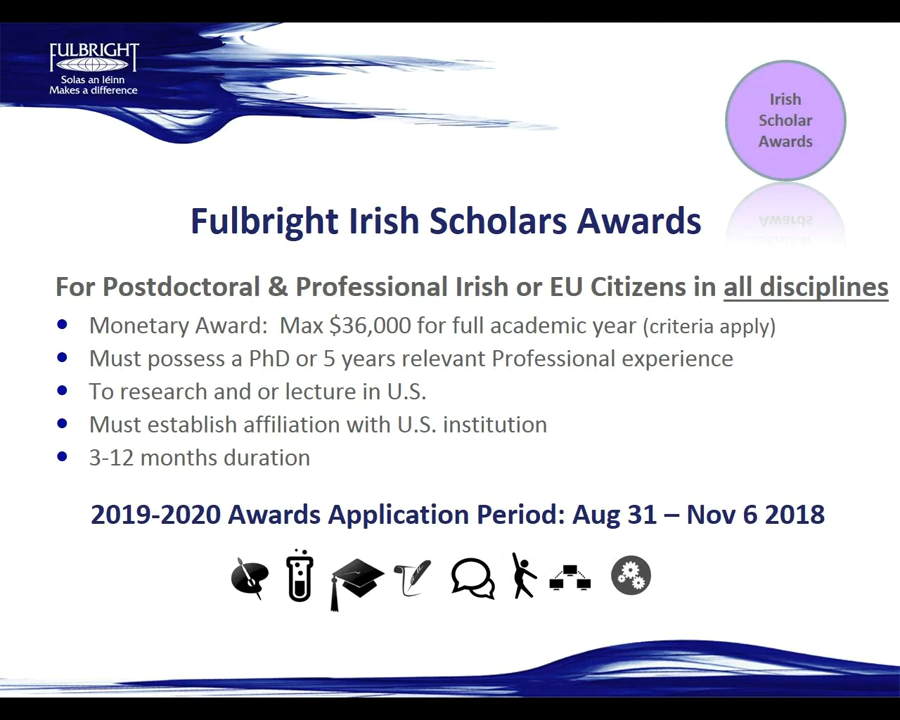 FULBRIGHT
Solas an léinn
Makes a difference
Irish
Scholar
Awards
Awards
Fulbright Irish Scholars Awards
For Postdoctoral & Professional Irish or EU Citizens in all disciplines
Monetary Award: Max $36,000 for full academic year (criteria apply)
Must possess a PhD or 5 years relevant Professional experience
To research and or lecture in U.S.
Must establish affiliation with U.S. institution
3-12 months duration
2019-2020 Awards Application Period: Aug 31 – Nov 6 2018